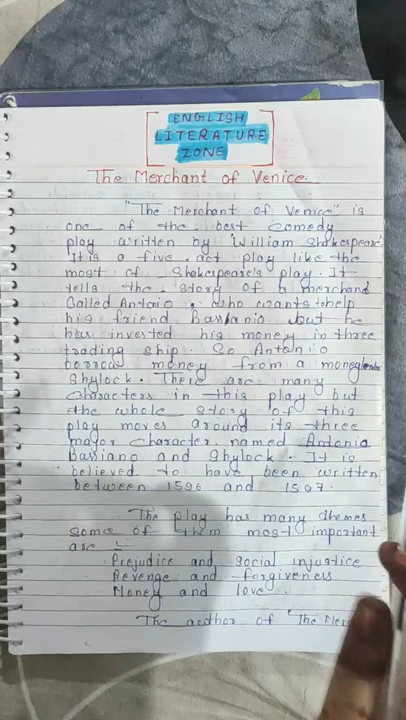 ENGLISH
LITERATURE
ZONE
The Merchant of Venice
"The Merchant of Venice" is
one of the best comedy
play written by William Shakespeare.
It is a five act play like the
most of Shakespeare's play. It
tells the story of a merchand
Called Antoio, who wants to help
his friend Bassanio but he
has invested his money in three
trading ship. So Antonio
borrow money from a moneylender
Shylock. There are many
characters in this play but
the whole story of this
play moves around its three
major character named Antonio
Bassiano and Shylock. It is
believed to have been written
between 1596 and 1597.
The play has many themes
some of them most important
are :-
Prejudice and social injustice
Revenge and forgiveness
Money and love.
The author of "The Mer